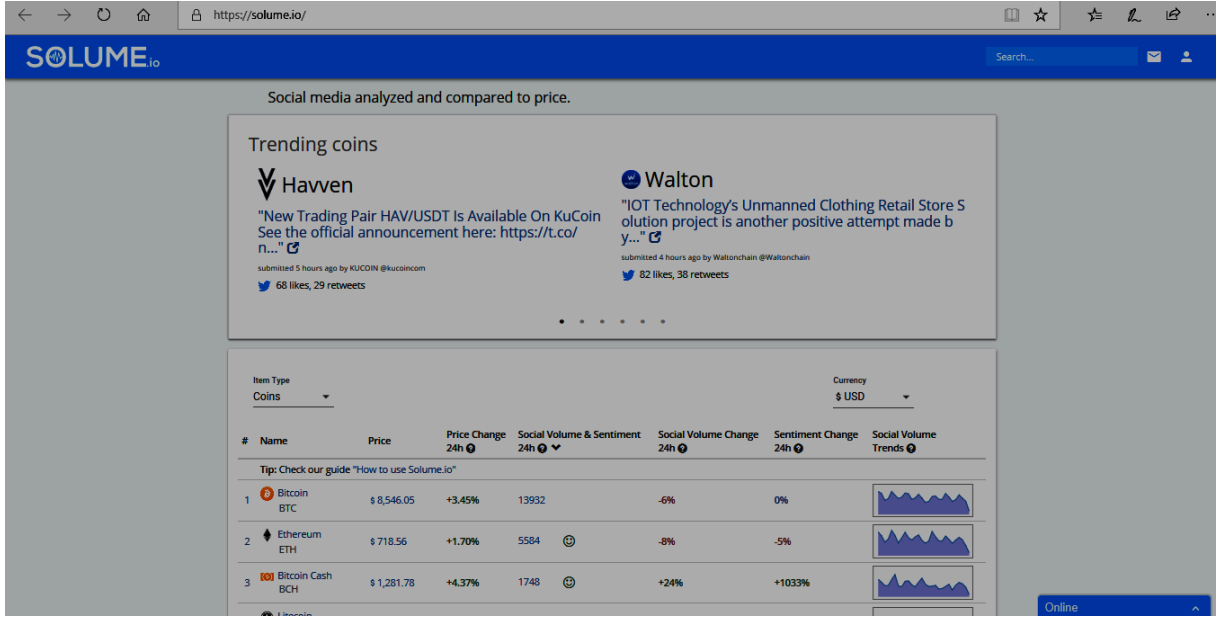 https://solume.io/
SOLUME.io
Search...
Social media analyzed and compared to price.
Trending coins
Havven
"New Trading Pair HAV/USDT Is Available On KuCoin
See the official announcement here: https://t.co/
n..."
submitted 5 hours ago by KUCOIN @kucoincom
68 likes, 29 retweets
Walton
"IOT Technology's Unmanned Clothing Retail Store S
olution project is another positive attempt made b
y..."
submitted 4 hours ago by Waltonchain @Waltonchain
82 likes, 38 retweets
Item Type
Coins
Currency
$ USD
# Name Price Price Change 24h Social Volume & Sentiment 24h Social Volume Change 24h Sentiment Change 24h Social Volume Trends
Tip: Check our guide "How to use Solume.io"
1 Bitcoin BTC $ 8,546.05 +3.45% 13932 -6% 0%
2 Ethereum ETH $ 718.56 +1.70% 5584 -8% -5%
3 Bitcoin Cash BCH $ 1,281.78 +4.37% 1748 +24% +1033%
Online